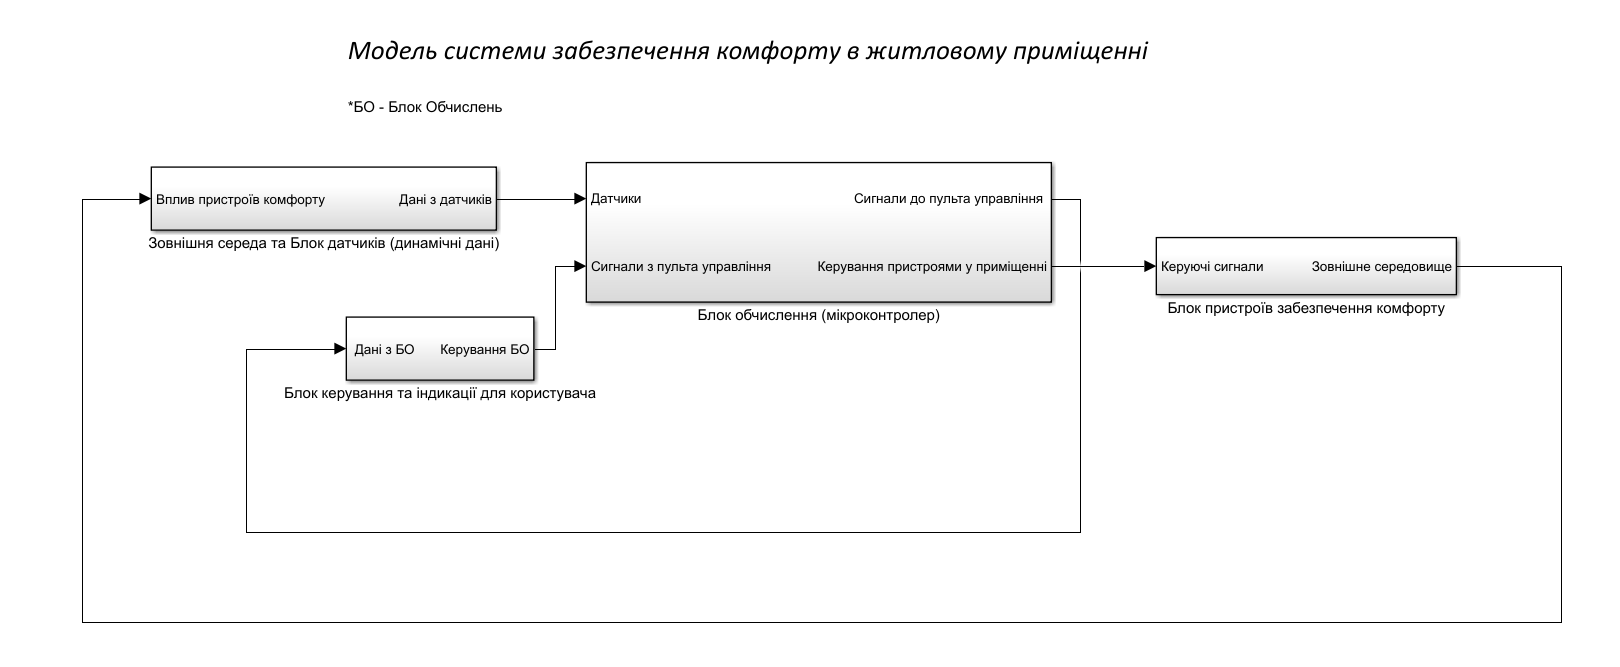 Модель системи забезпечення комфорту в житловому приміщенні
*БО - Блок Обчислень
Вплив пристроїв комфорту
Дані з датчиків
Зовнішня середа та Блок датчиків (динамічні дані)
Датчики
Сигнали до пульта управління
Сигнали з пульта управління
Керування пристроями у приміщенні
Блок обчислення (мікроконтролер)
Керуючі сигнали
Зовнішне середовище
Блок пристроїв забезпечення комфорту
Дані з БО
Керування БО
Блок керування та індикації для користувача